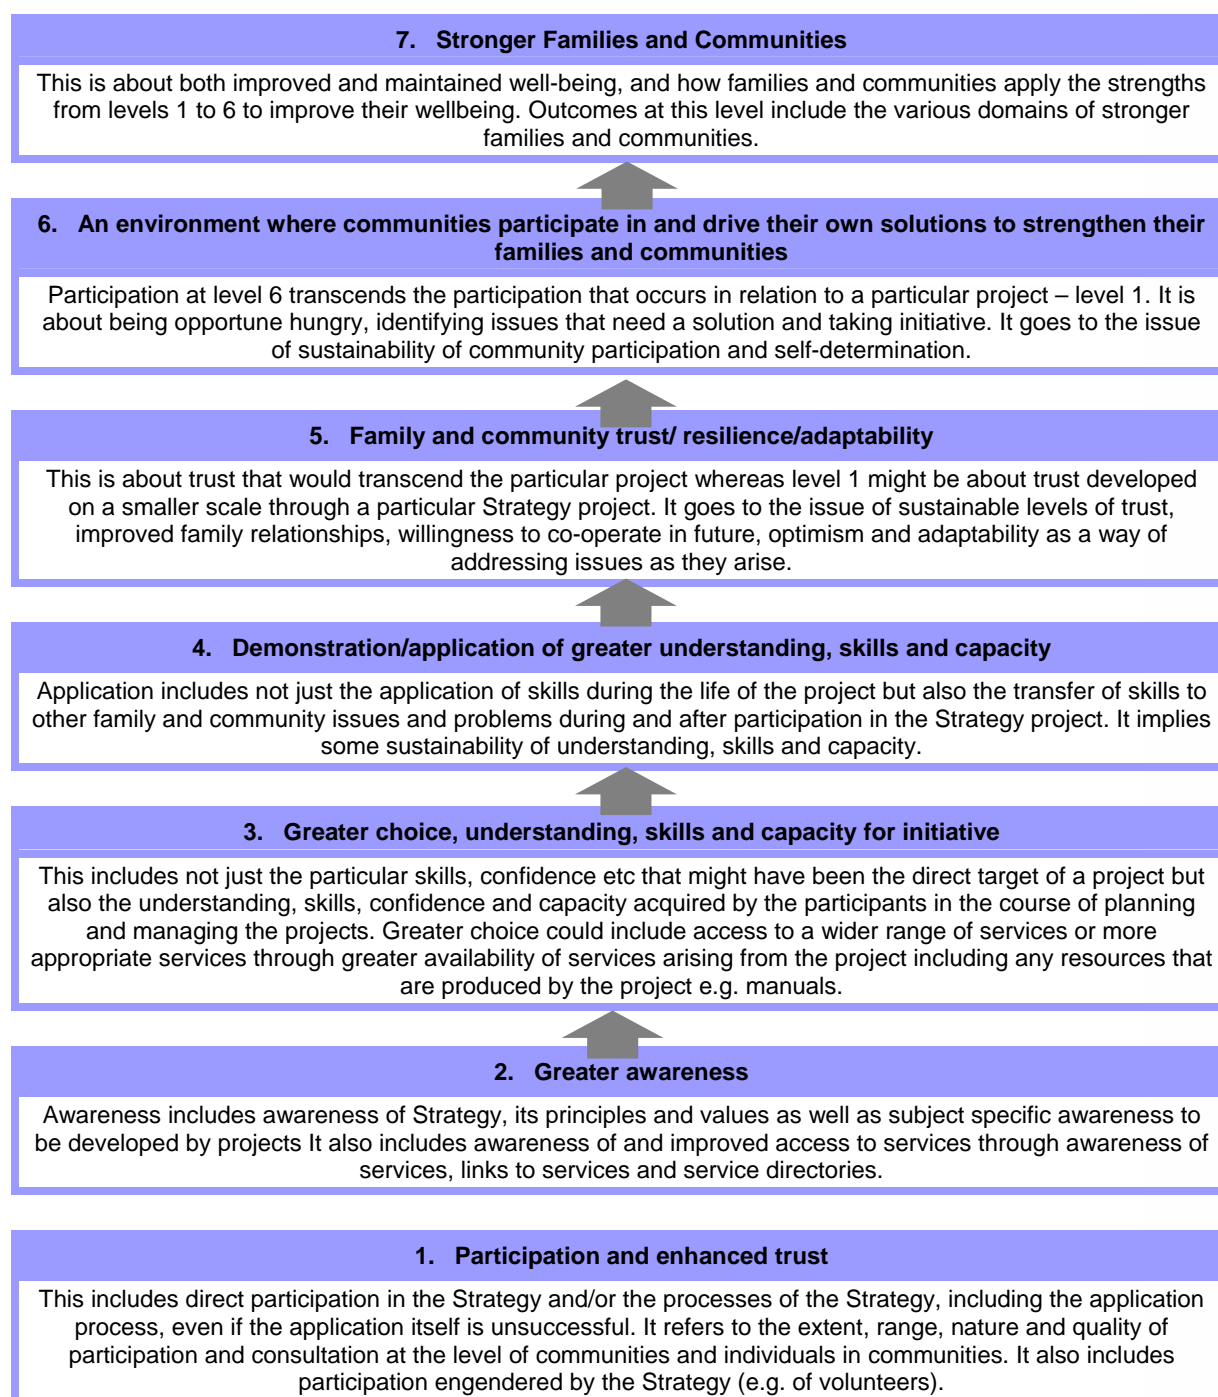 7. Stronger Families and Communities
This is about both improved and maintained well-being, and how families and communities apply the strengths
from levels 1 to 6 to improve their wellbeing. Outcomes at this level include the various domains of stronger
families and communities.
6. An environment where communities participate in and drive their own solutions to strengthen their
families and communities
Participation at level 6 transcends the participation that occurs in relation to a particular project – level 1. It is
about being opportune hungry, identifying issues that need a solution and taking initiative. It goes to the issue
of sustainability of community participation and self-determination.
5. Family and community trust/ resilience/adaptability
This is about trust that would transcend the particular project whereas level 1 might be about trust developed
on a smaller scale through a particular Strategy project. It goes to the issue of sustainable levels of trust,
improved family relationships, willingness to co-operate in future, optimism and adaptability as a way of
addressing issues as they arise.
4. Demonstration/application of greater understanding, skills and capacity
Application includes not just the application of skills during the life of the project but also the transfer of skills to
other family and community issues and problems during and after participation in the Strategy project. It implies
some sustainability of understanding, skills and capacity.
3. Greater choice, understanding, skills and capacity for initiative
This includes not just the particular skills, confidence etc that might have been the direct target of a project but
also the understanding, skills, confidence and capacity acquired by the participants in the course of planning
and managing the projects. Greater choice could include access to a wider range of services or more
appropriate services through greater availability of services arising from the project including any resources that
are produced by the project e.g. manuals.
2. Greater awareness
Awareness includes awareness of Strategy, its principles and values as well as subject specific awareness to
be developed by projects It also includes awareness of and improved access to services through awareness of
services, links to services and service directories.
1. Participation and enhanced trust
This includes direct participation in the Strategy and/or the processes of the Strategy, including the application
process, even if the application itself is unsuccessful. It refers to the extent, range, nature and quality of
participation and consultation at the level of communities and individuals in communities. It also includes
participation engendered by the Strategy (e.g. of volunteers).